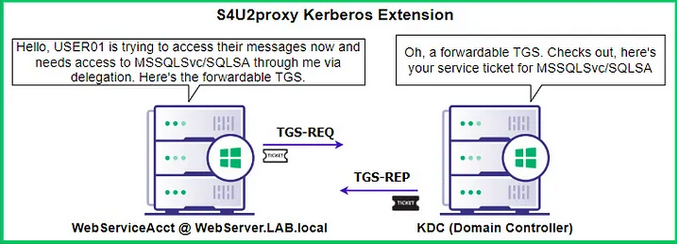 S4U2proxy Kerberos Extension
Hello, USER01 is trying to access their messages now and
needs access to MSSQLSvc/SQLSA through me via
delegation. Here's the forwardable TGS.
Oh, a forwardable TGS. Checks out, here's
your service ticket for MSSQLSvc/SQLSA
TGS-REQ
TICKET
TGS-REP
TICKET
WebServiceAcct @ WebServer.LAB.local
KDC (Domain Controller)